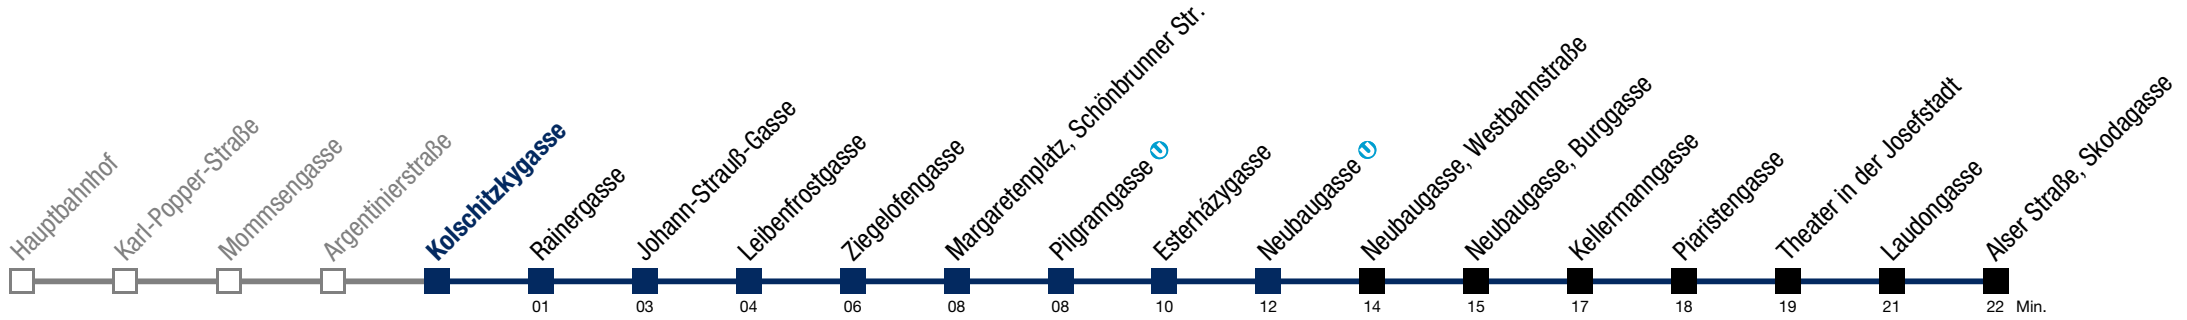 Hauptbahnhof
Karl-Popper-Straße
Mommsengasse
Argentinierstraße
Kolschitzkygasse
Rainergasse
Johann-Strauß-Gasse
Leibenfrostgasse
Ziegelofengasse
Margaretenplatz, Schönbrunner Str.
Pilgramgasse U
Esterházygasse
Neubaugasse U
Neubaugasse, Westbahnstraße
Neubaugasse, Burggasse
Kellermanngasse
Piaristengasse
Theater in der Josefstadt
Laudongasse
Alser Straße, Skodagasse
01 03 04 06 08 08 10 12 14 15 17 18 19 21 22 Min.